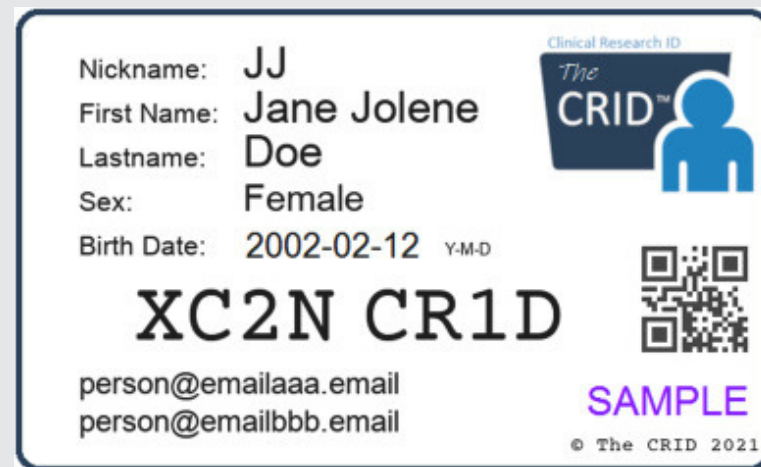 Clinical Research ID
The
CRID™
Nickname: JJ
First Name: Jane Jolene
Lastname: Doe
Sex: Female
Birth Date: 2002-02-12 Y-M-D
XC2N CR1D
person@emailaaa.email
person@emailbbb.email
SAMPLE
© The CRID 2021